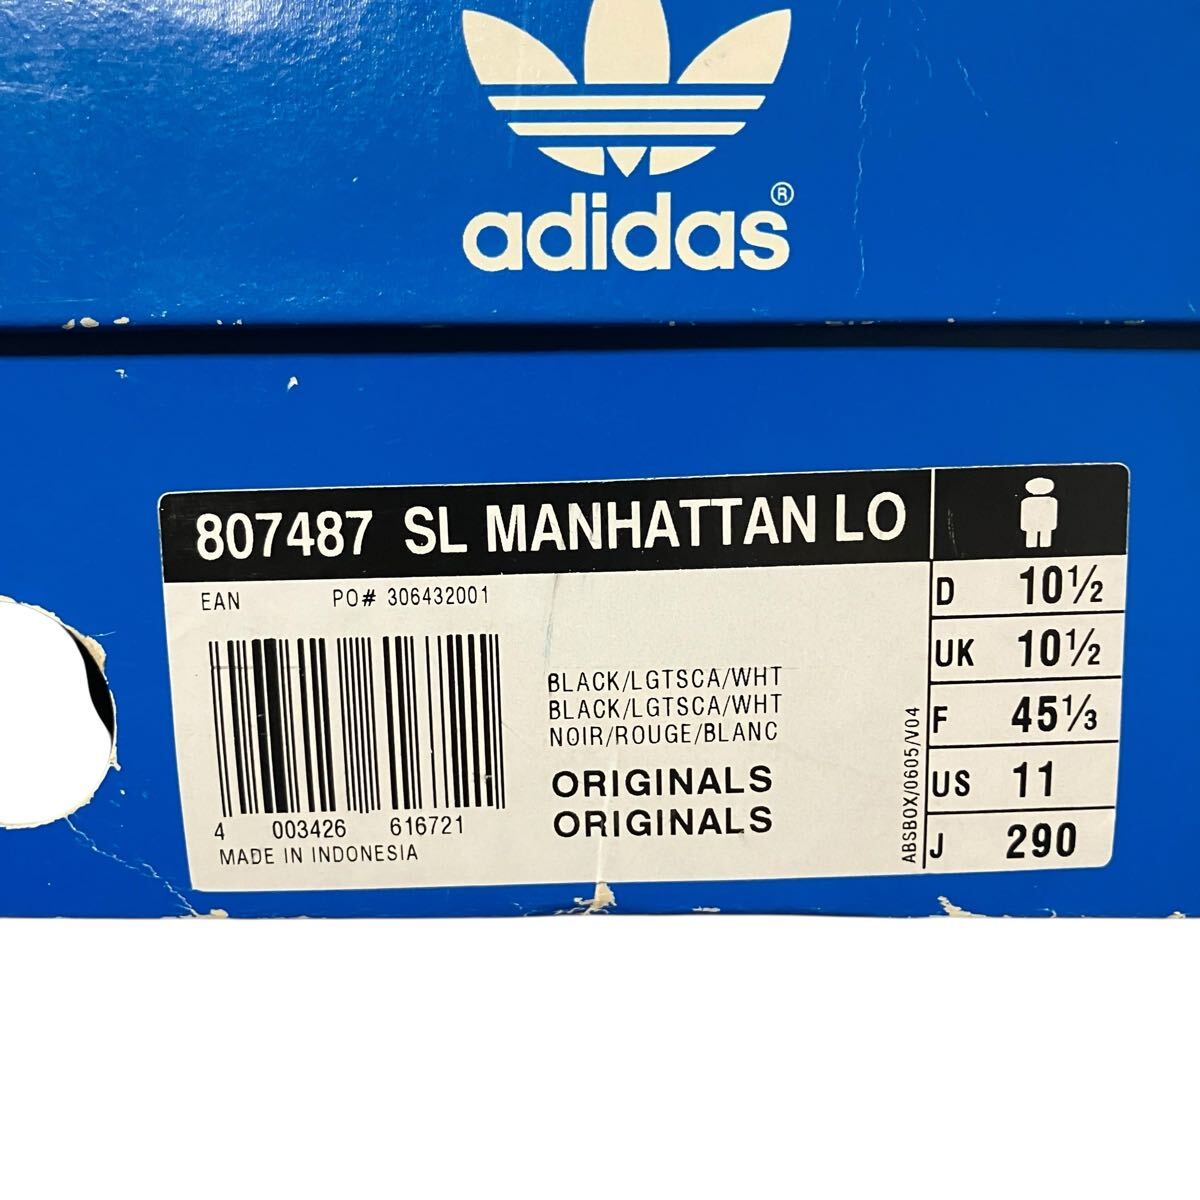 adidas®
807487 SL MANHATTAN LO
EAN PO# 306432001
BLACK/LGTSCA/WHT
BLACK/LGTSCA/WHT
NOIR/ROUGE/BLANC
ORIGINALS
ORIGINALS
4 003426 616721
MADE IN INDONESIA
ABSBOX/0605/V04
D 10½
UK 10½
F 45⅓
US 11
J 290